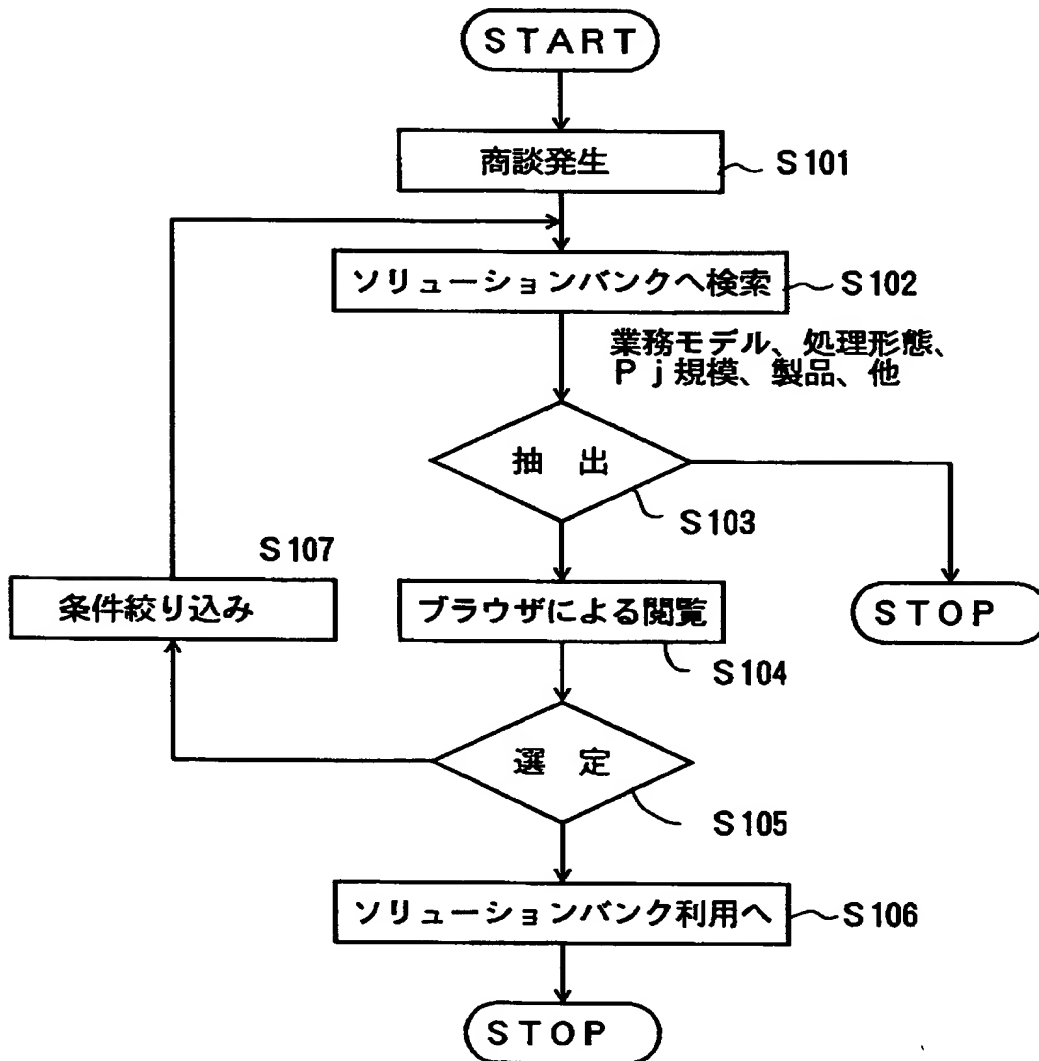 START
商談発生
S101
ソリューションバンクへ検索
S102
業務モデル、処理形態、
Pj規模、製品、他
抽 出
S103
S107
条件絞り込み
ブラウザによる閲覧
STOP
S104
選 定
S105
ソリューションバンク利用へ
S106
STOP